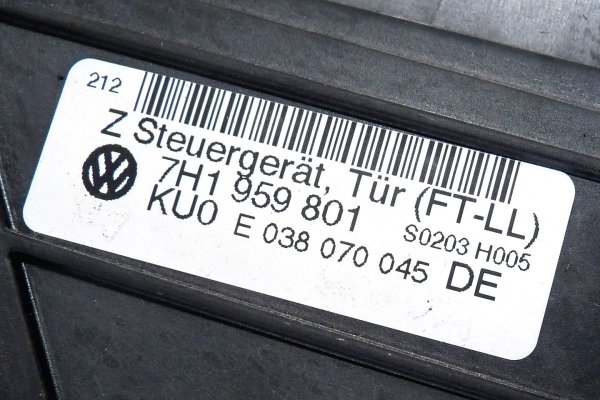 212
Z Steuergerät, Tür (FT-LL)
7H1 959 801 S0203 H005
KU0 E 038 070 045 DE